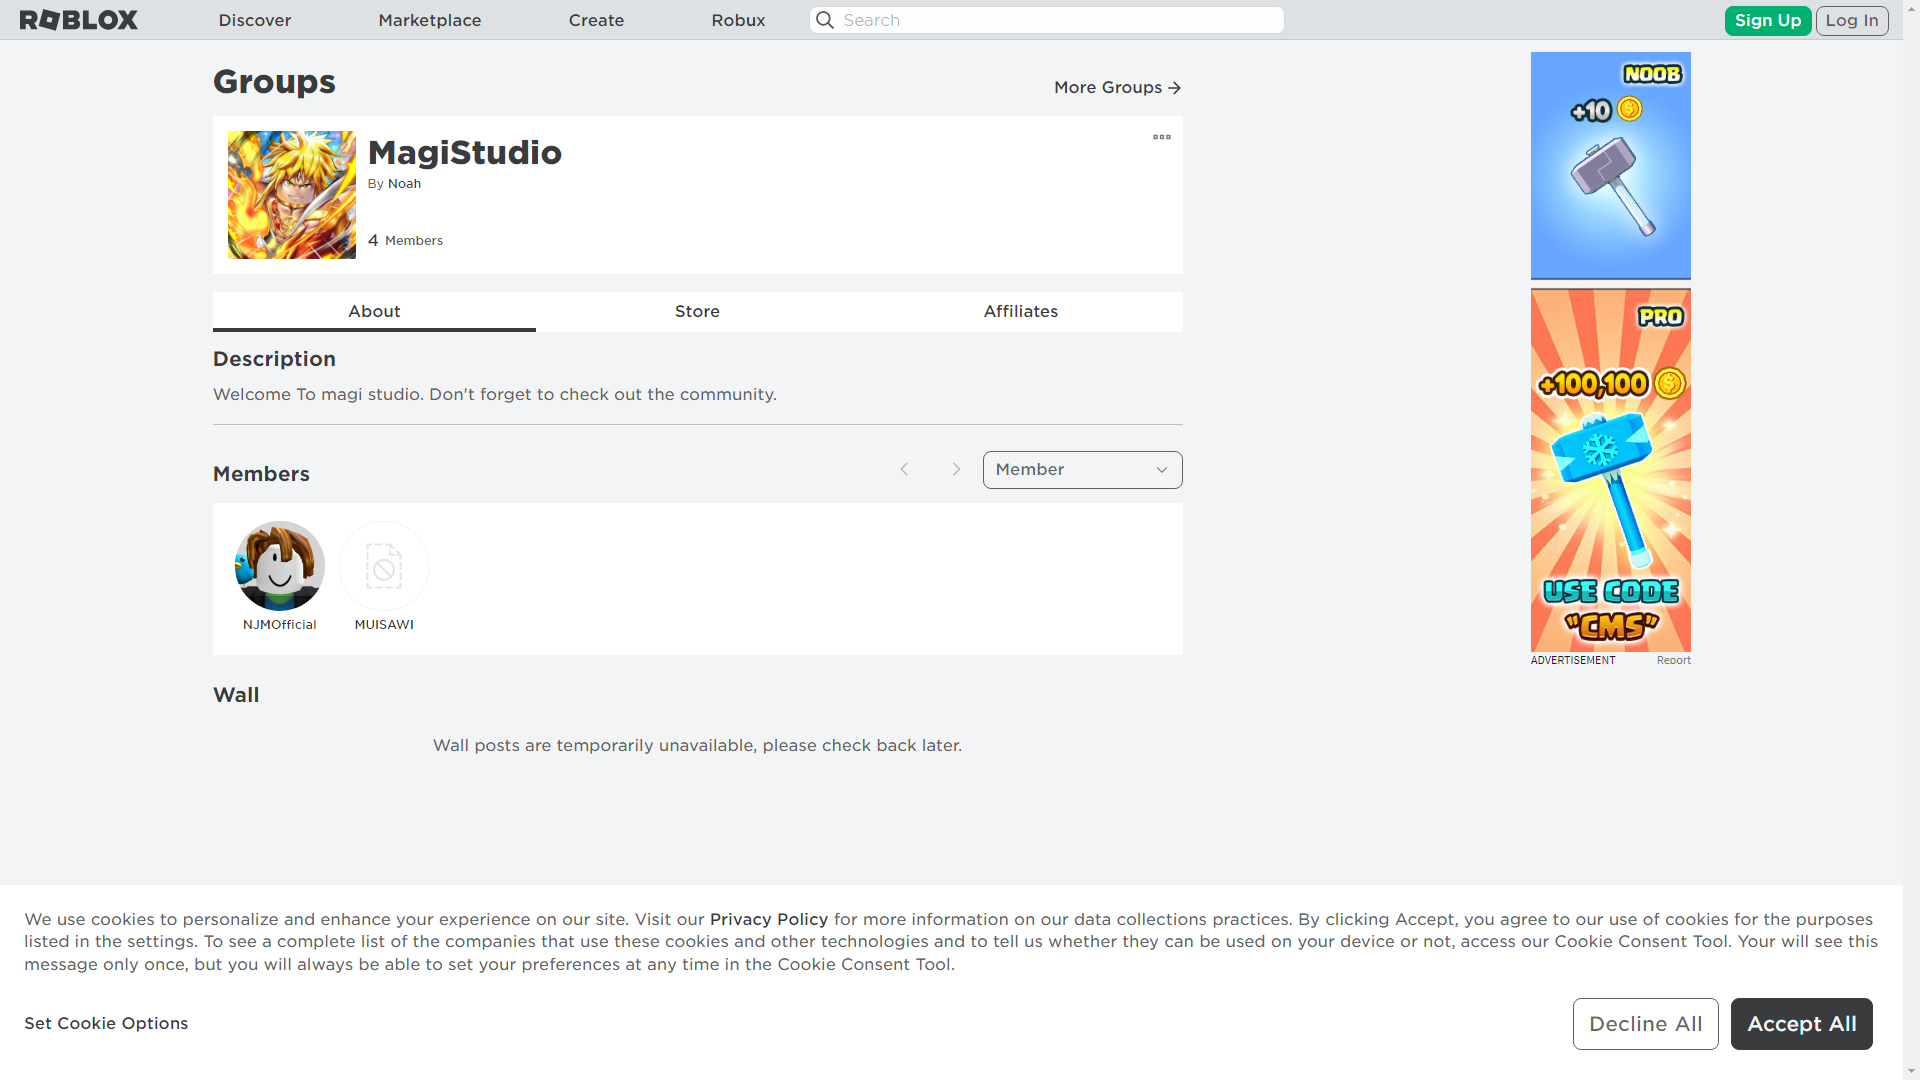 ROBLOX
Discover
Marketplace
Create
Robux
Search
Sign Up
Log In
Groups
More Groups
MagiStudio
By Noah
4 Members
About
Store
Affiliates
Description
Welcome To magi studio. Don't forget to check out the community.
Members
Member
NJMOfficial
MUISAWI
Wall
Wall posts are temporarily unavailable, please check back later.
NOOB
+10
PRO
+100,100
USE CODE
"CMS"
ADVERTISEMENT
Report
We use cookies to personalize and enhance your experience on our site. Visit our Privacy Policy for more information on our data collections practices. By clicking Accept, you agree to our use of cookies for the purposes
listed in the settings. To see a complete list of the companies that use these cookies and other technologies and to tell us whether they can be used on your device or not, access our Cookie Consent Tool. Your will see this
message only once, but you will always be able to set your preferences at any time in the Cookie Consent Tool.
Set Cookie Options
Decline All
Accept All